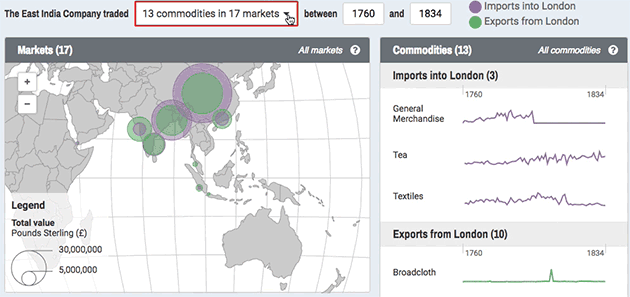 The East India Company traded 13 commodities in 17 markets between 1760 and 1834
Imports into London
Exports from London
Markets (17) All markets ?
+
−
Legend
Total value
Pounds Sterling (£)
30,000,000
5,000,000
Commodities (13) All commodities ?
Imports into London (3)
1760 1834
General
Merchandise
Tea
Textiles
Exports from London (10)
1760 1834
Broadcloth